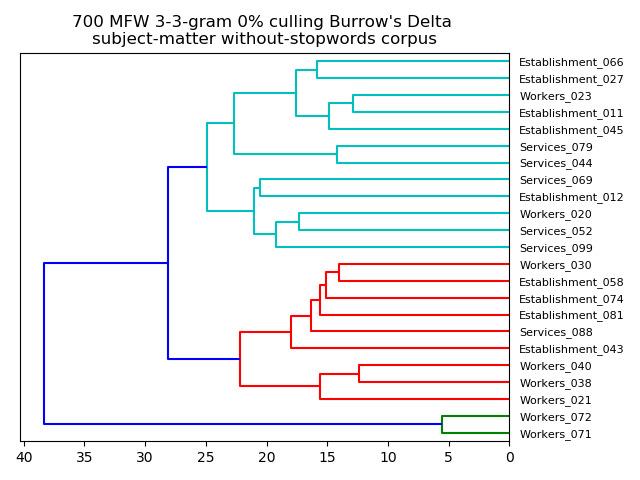 700 MFW 3-3-gram 0% culling Burrow's Delta
subject-matter without-stopwords corpus
Establishment_066
Establishment_027
Workers_023
Establishment_011
Establishment_045
Services_079
Services_044
Services_069
Establishment_012
Workers_020
Services_052
Services_099
Workers_030
Establishment_058
Establishment_074
Establishment_081
Services_088
Establishment_043
Workers_040
Workers_038
Workers_021
Workers_072
Workers_071
40 35 30 25 20 15 10 5 0